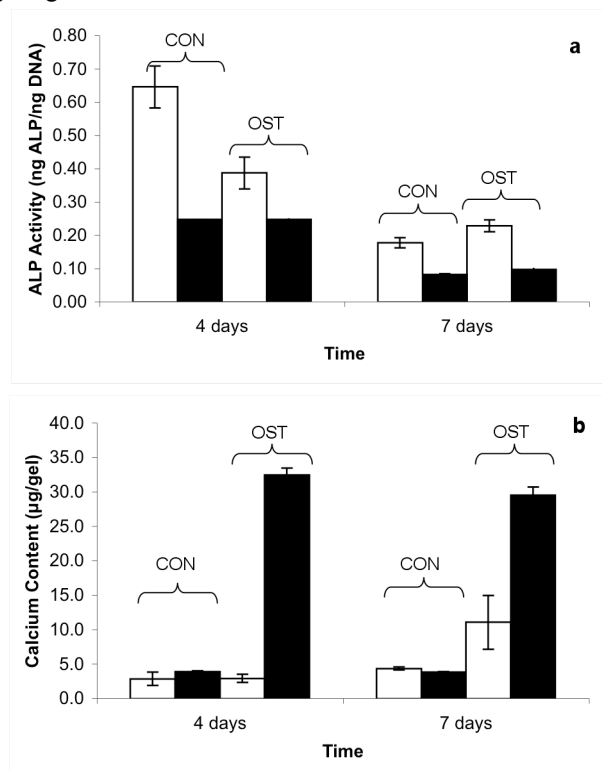 a
ALP Activity (ng ALP/ng DNA)
0.80
0.70
0.60
0.50
0.40
0.30
0.20
0.10
0.00
CON
OST
CON
OST
4 days
7 days
Time
b
Calcium Content (µg/gel)
40.0
35.0
30.0
25.0
20.0
15.0
10.0
5.0
0.0
CON
OST
CON
OST
4 days
7 days
Time